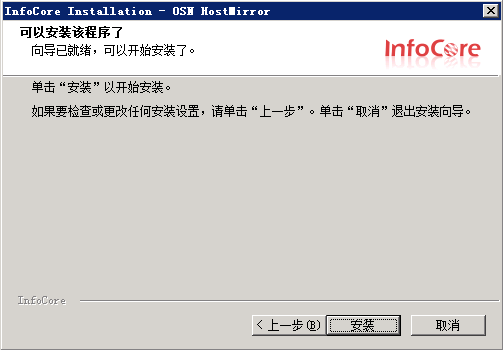 InfoCore Installation - OSN HostMirror
可以安装该程序了
向导已就绪，可以开始安装了。
InfoCore
单击“安装”以开始安装。
如果要检查或更改任何安装设置，请单击“上一步”。单击“取消”退出安装向导。
InfoCore
< 上一步(B)
安装
取消